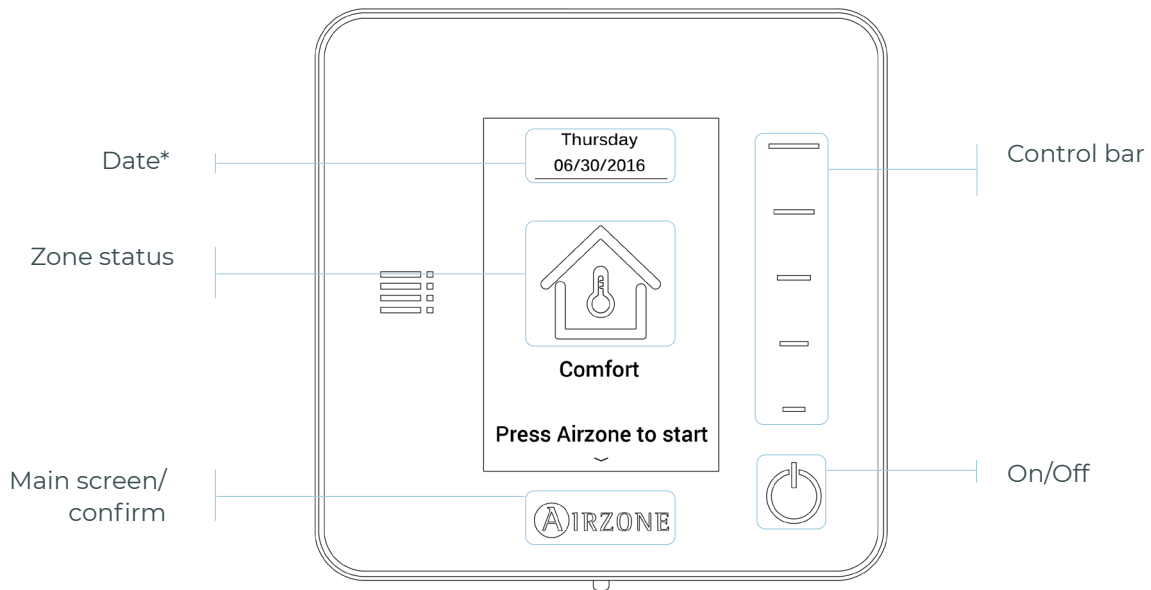 Thursday
06/30/2016
Date*
Control bar
Zone status
Comfort
Press Airzone to start
Main screen/
confirm
On/Off
AIRZONE